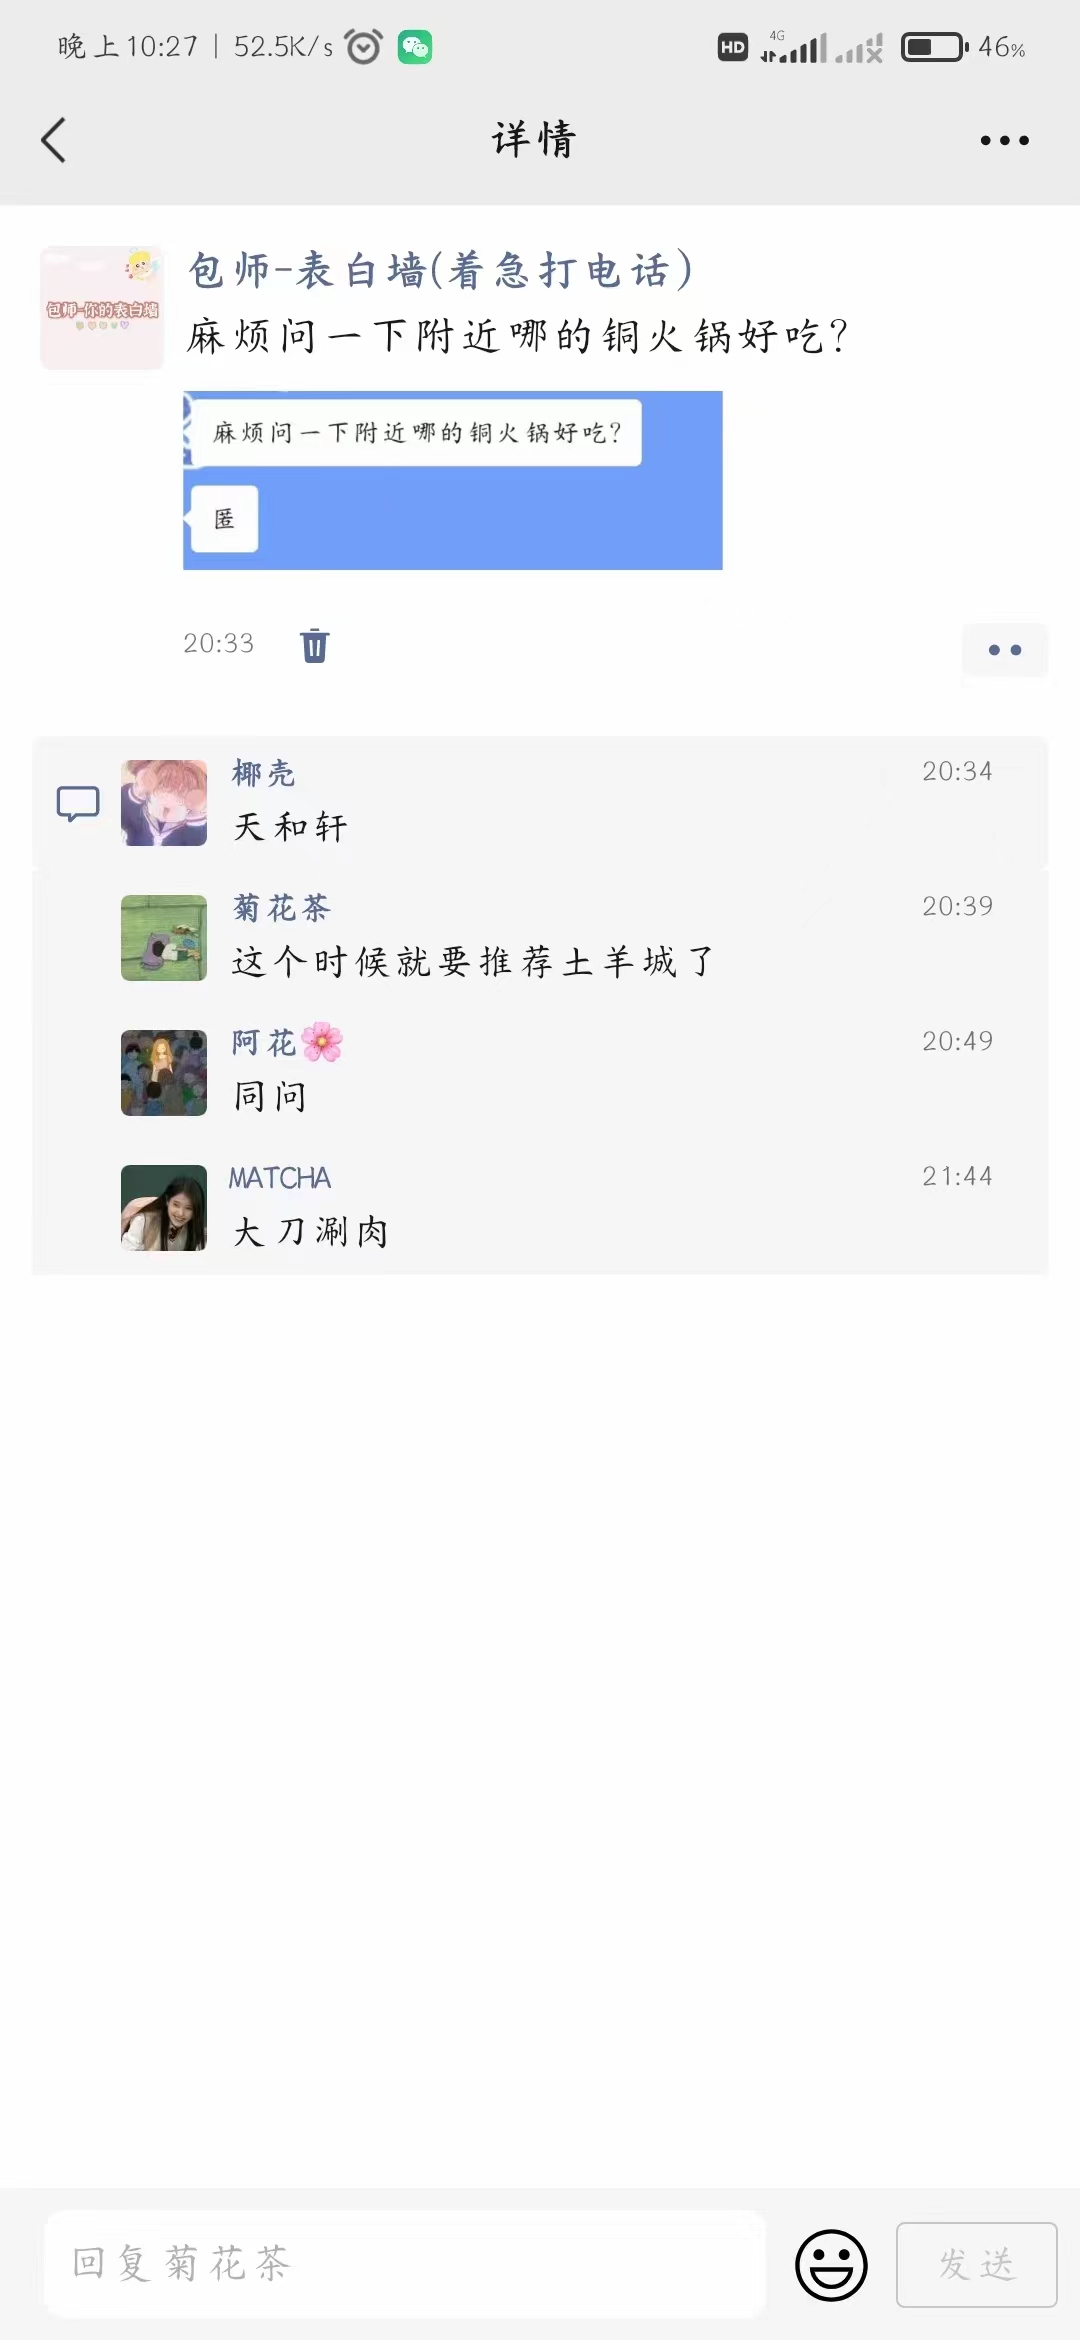 晚上10:27 | 52.5K/s
HD 4G 46%
详情
包师-你的表白墙
包师-表白墙(着急打电话)
麻烦问一下附近哪的铜火锅好吃?
麻烦问一下附近哪的铜火锅好吃?
匿
20:33
椰壳 20:34
天和轩
菊花茶 20:39
这个时候就要推荐土羊城了
阿花🌸 20:49
同问
MATCHA 21:44
大刀涮肉
回复菊花茶
发送